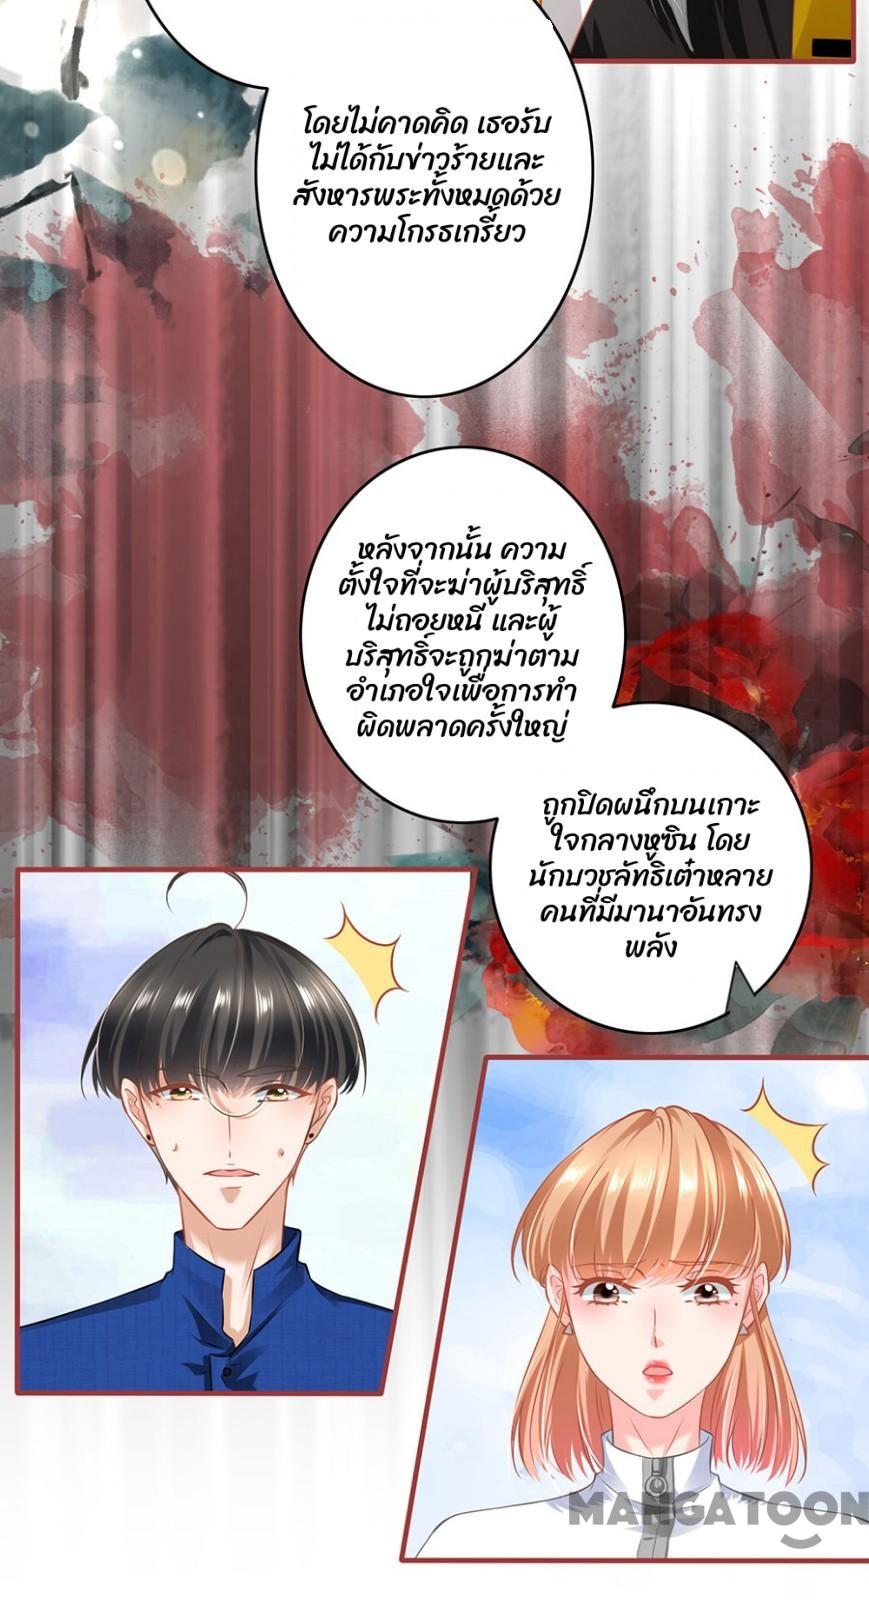 โดยไม่คาดคิด เธอรับ
ไม่ได้กับข่าวร้ายและ
สังหารพระทั้งหมดด้วย
ความโกรธเกรี้ยว
หลังจากนั้น ความ
ตั้งใจที่จะฆ่าผู้บริสุทธิ์
ไม่ถอยหนี และผู้
บริสุทธิ์จะถูกฆ่าตาม
อำเภอใจเพื่อการทำ
ผิดพลาดครั้งใหญ่
ถูกปิดผนึกบนเกาะ
ใจกลางหูซิน โดย
นักบวชลัทธิเต๋าหลาย
คนที่มีมานาอันทรง
พลัง
MANGATOON